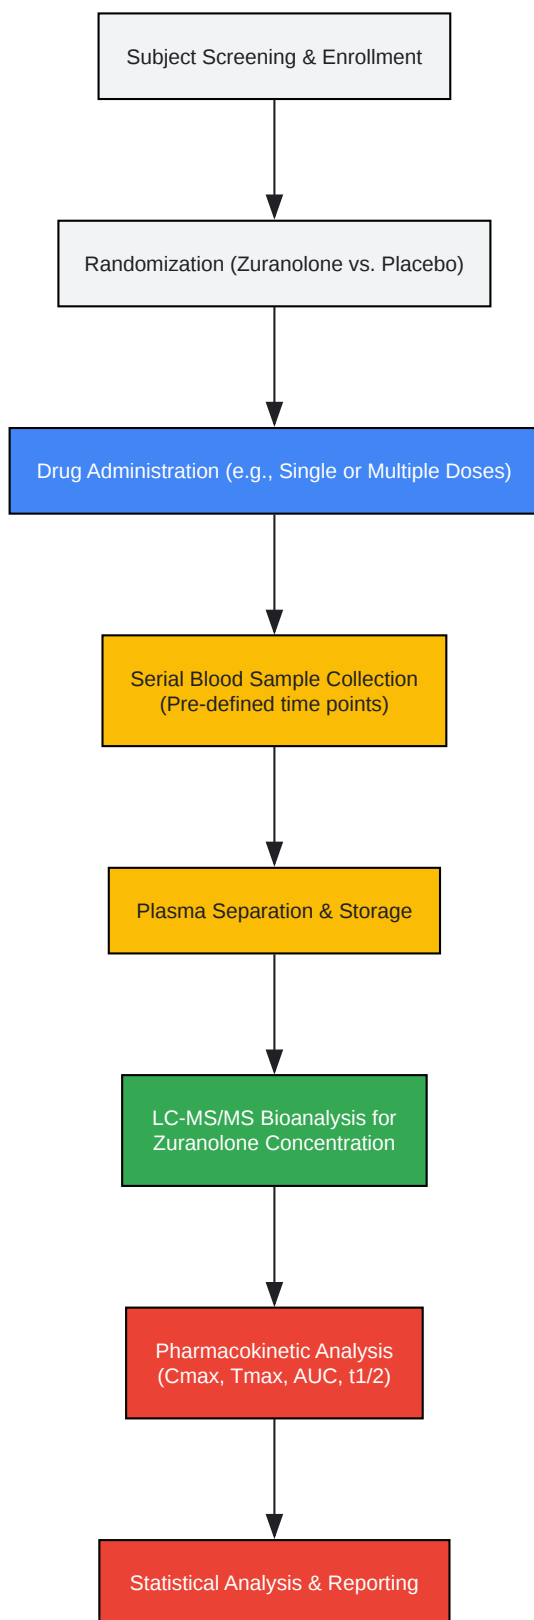 Subject Screening & Enrollment
Randomization (Zuranolone vs. Placebo)
Drug Administration (e.g., Single or Multiple Doses)
Serial Blood Sample Collection
(Pre-defined time points)
Plasma Separation & Storage
LC-MS/MS Bioanalysis for
Zuranolone Concentration
Pharmacokinetic Analysis
(Cmax, Tmax, AUC, t1/2)
Statistical Analysis & Reporting